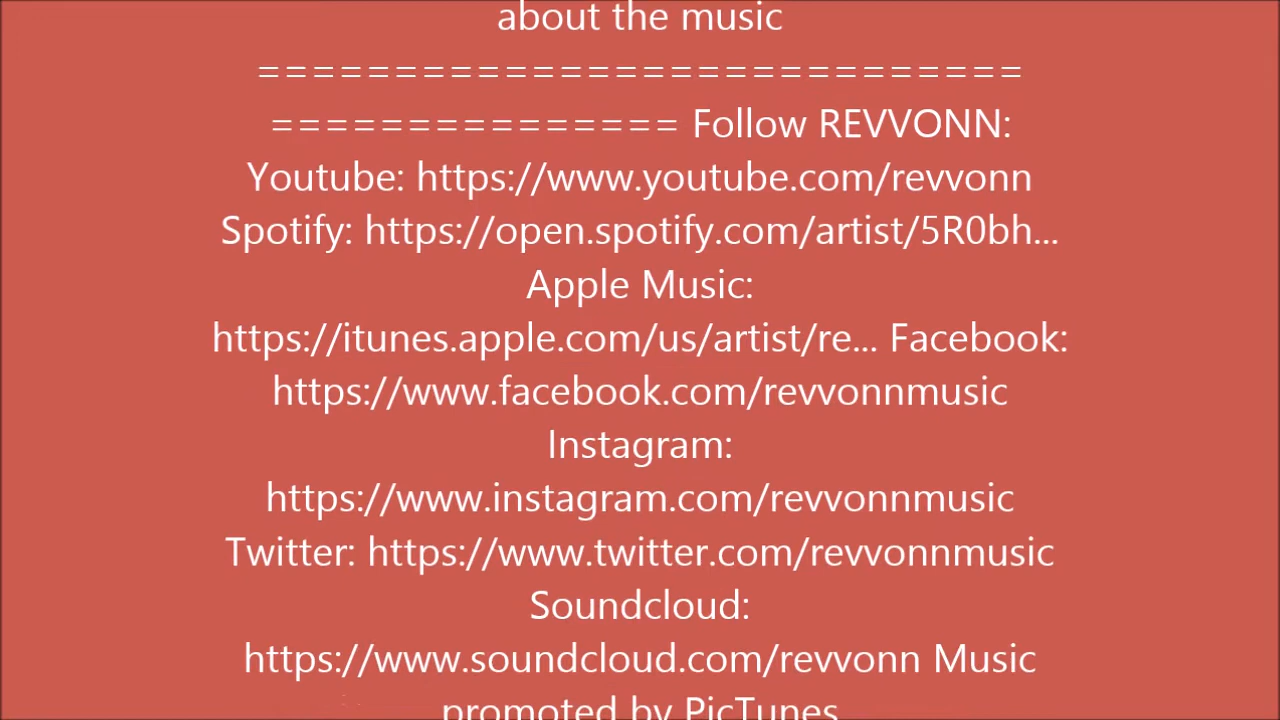 about the music
============================
=============== Follow REVVONN:
Youtube: https://www.youtube.com/revvonn
Spotify: https://open.spotify.com/artist/5R0bh...
Apple Music:
https://itunes.apple.com/us/artist/re... Facebook:
https://www.facebook.com/revvonnmusic
Instagram:
https://www.instagram.com/revvonnmusic
Twitter: https://www.twitter.com/revvonnmusic
Soundcloud:
https://www.soundcloud.com/revvonn Music
promoted by PicTunes